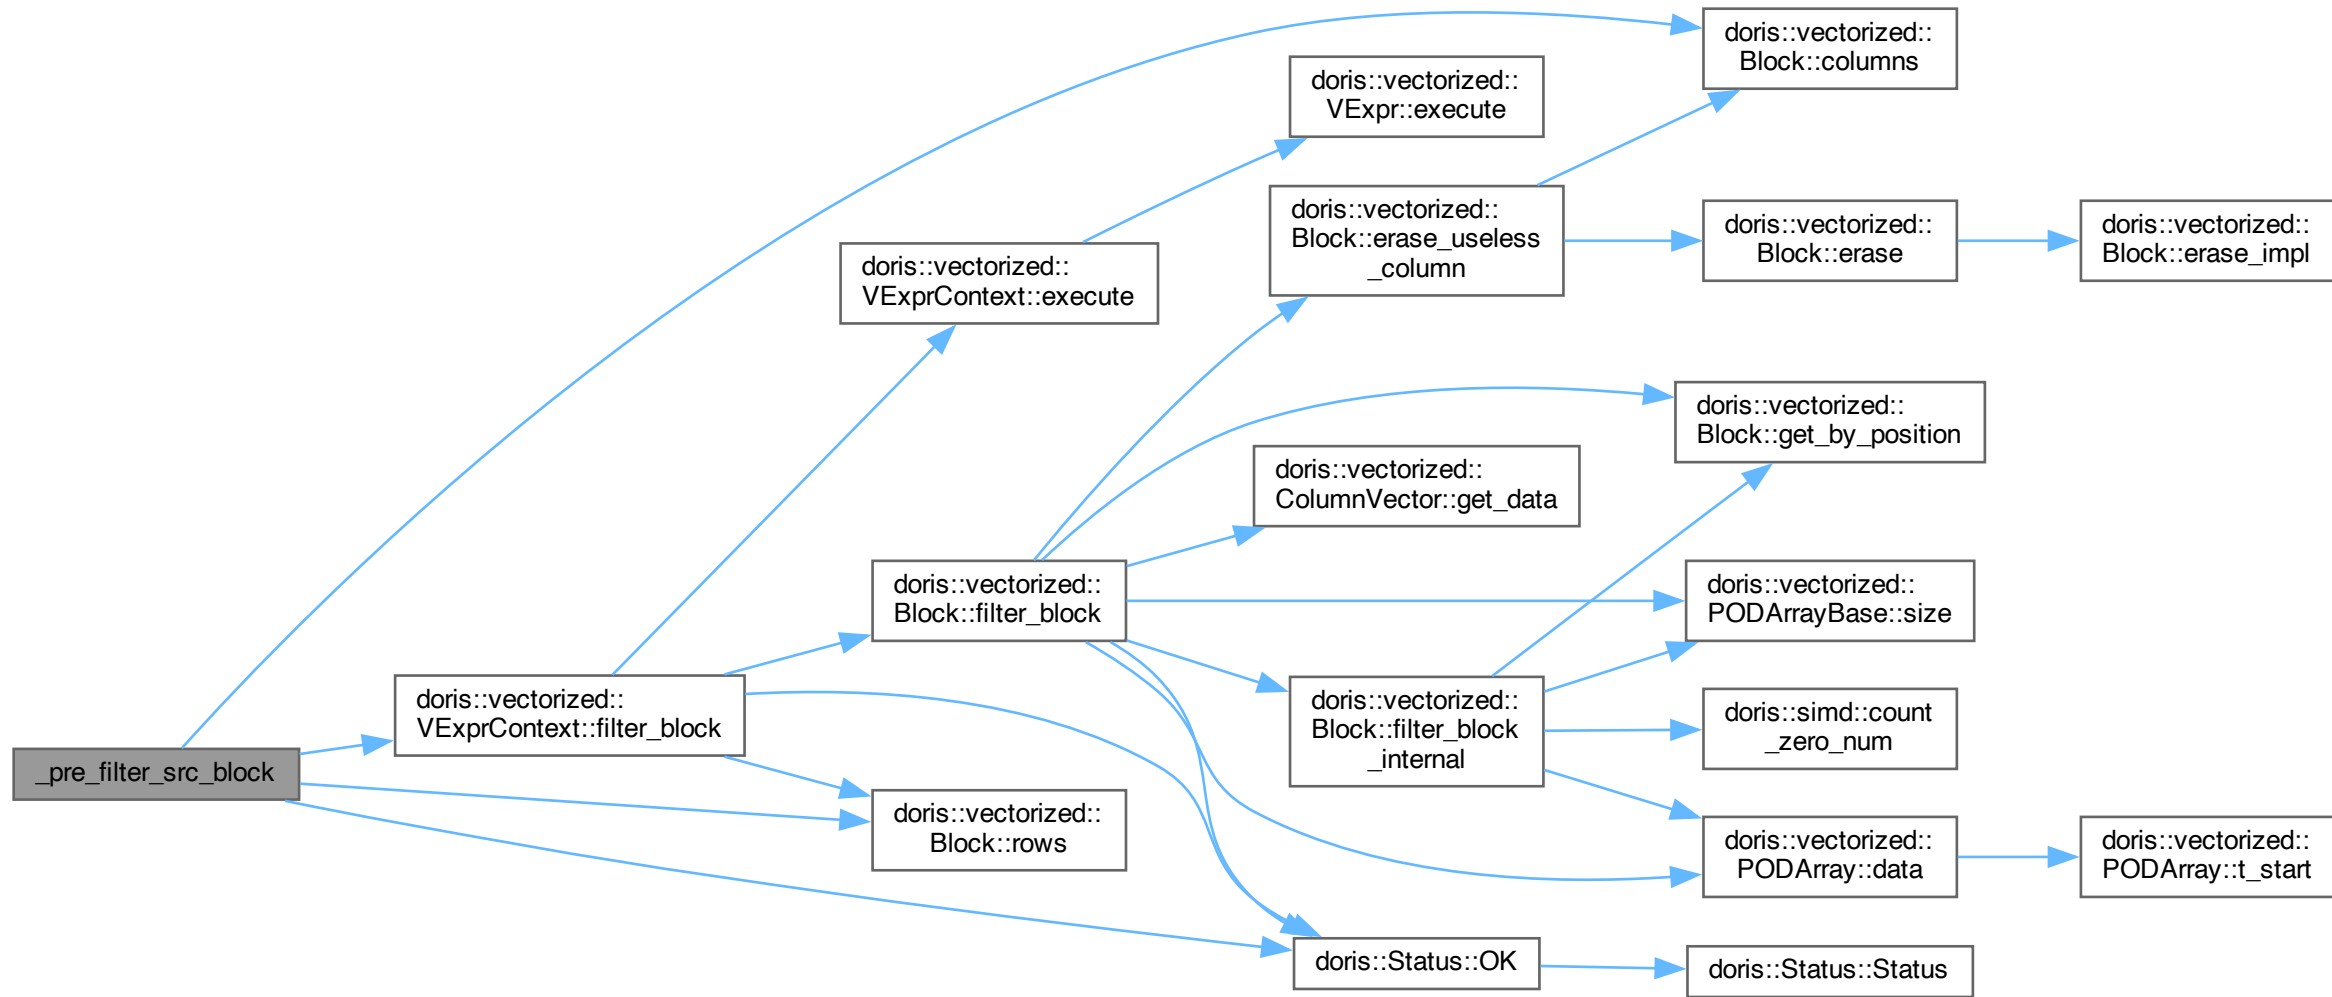 doris::vectorized::
Block::columns
doris::vectorized::
VExpr::execute
doris::vectorized::
Block::erase_useless
_column
doris::vectorized::
Block::erase
doris::vectorized::
Block::erase_impl
doris::vectorized::
VExprContext::execute
doris::vectorized::
Block::get_by_position
doris::vectorized::
ColumnVector::get_data
doris::vectorized::
Block::filter_block
doris::vectorized::
PODArrayBase::size
doris::vectorized::
VExprContext::filter_block
doris::vectorized::
Block::filter_block
_internal
doris::simd::count
_zero_num
_pre_filter_src_block
doris::vectorized::
Block::rows
doris::vectorized::
PODArray::data
doris::vectorized::
PODArray::t_start
doris::Status::OK
doris::Status::Status